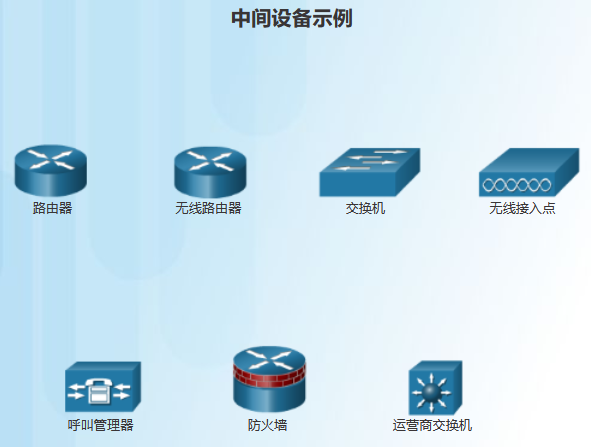 中间设备示例
路由器
无线路由器
交换机
无线接入点
呼叫管理器
防火墙
运营商交换机